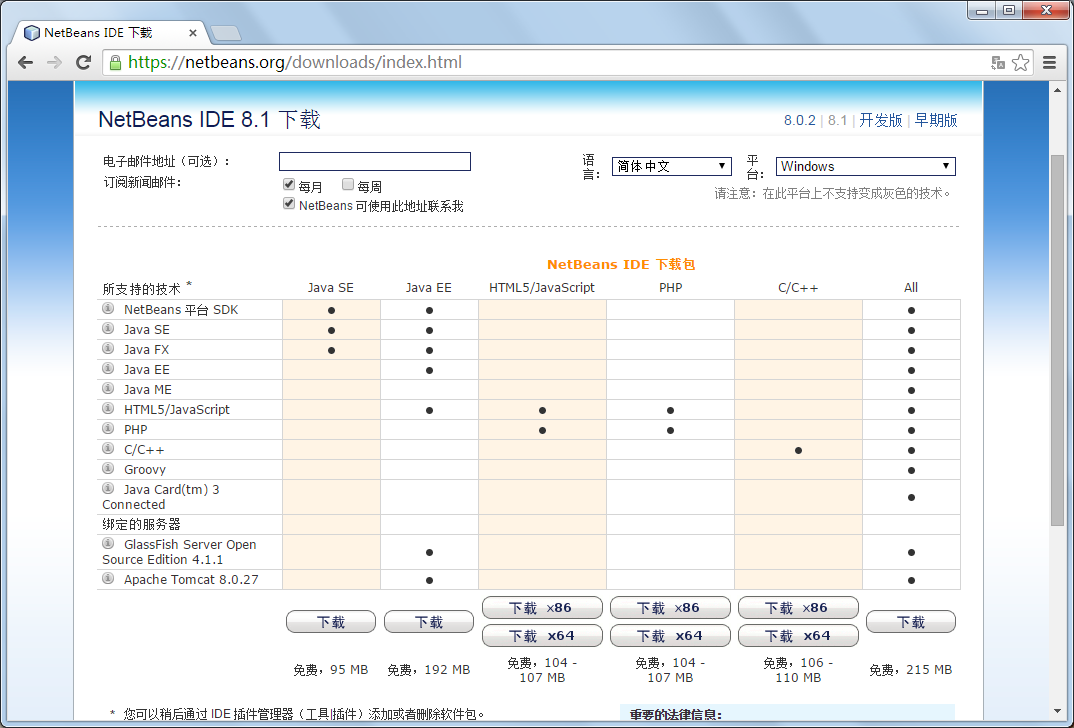 NetBeans IDE 下载
https://netbeans.org/downloads/index.html
NetBeans IDE 8.1 下载
8.0.2 | 8.1 | 开发版 | 早期版
电子邮件地址（可选）：
语言：
简体中文
平台：
Windows
订阅新闻邮件：
每月 每周
请注意：在此平台上不支持变成灰色的技术。
NetBeans 可使用此地址联系我
NetBeans IDE 下载包
所支持的技术 * Java SE Java EE HTML5/JavaScript PHP C/C++ All
NetBeans 平台 SDK ● ● ●
Java SE ● ● ●
Java FX ● ● ●
Java EE ● ●
Java ME ●
HTML5/JavaScript ● ● ● ●
PHP ● ● ●
C/C++ ● ●
Groovy ●
Java Card(tm) 3
Connected ●
绑定的服务器
GlassFish Server Open
Source Edition 4.1.1 ● ●
Apache Tomcat 8.0.27 ● ●
下载 x86 下载 x86 下载 x86
下载 下载 下载
下载 x64 下载 x64 下载 x64
免费，95 MB 免费，192 MB 免费，104 - 107 MB 免费，104 - 107 MB 免费，106 - 110 MB 免费，215 MB
* 您可以稍后通过 IDE 插件管理器（工具|插件）添加或者删除软件包。
重要的法律信息：